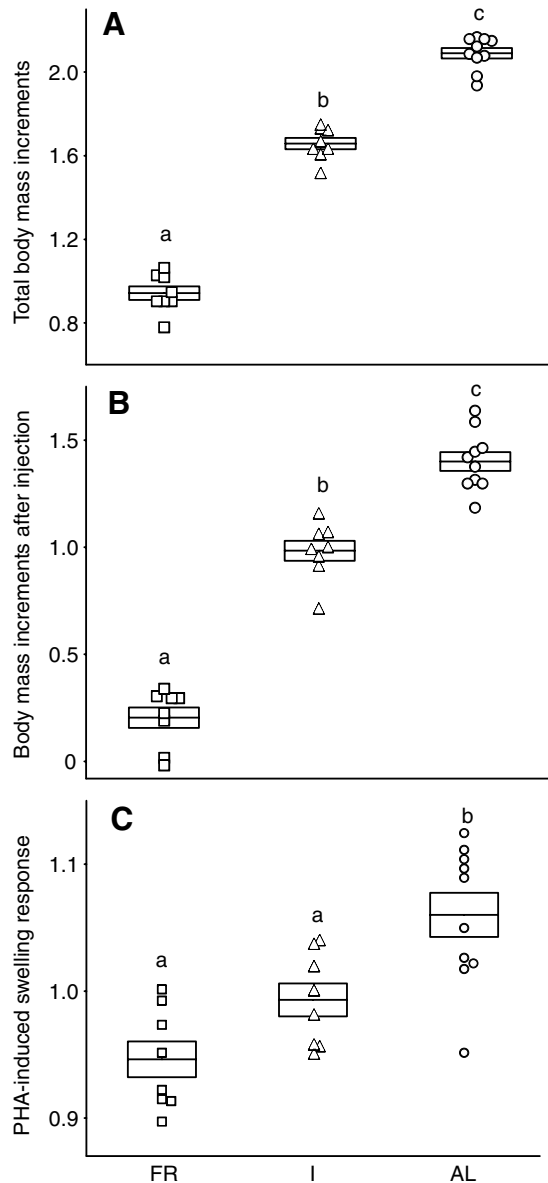 A
c
2.0
b
1.6
Total body mass increments
1.2
a
0.8
B
c
1.5
b
1.0
Body mass increments after injection
0.5
a
0
C
b
1.1
PHA-induced swelling response
a
a
1.0
0.9
FR I AL